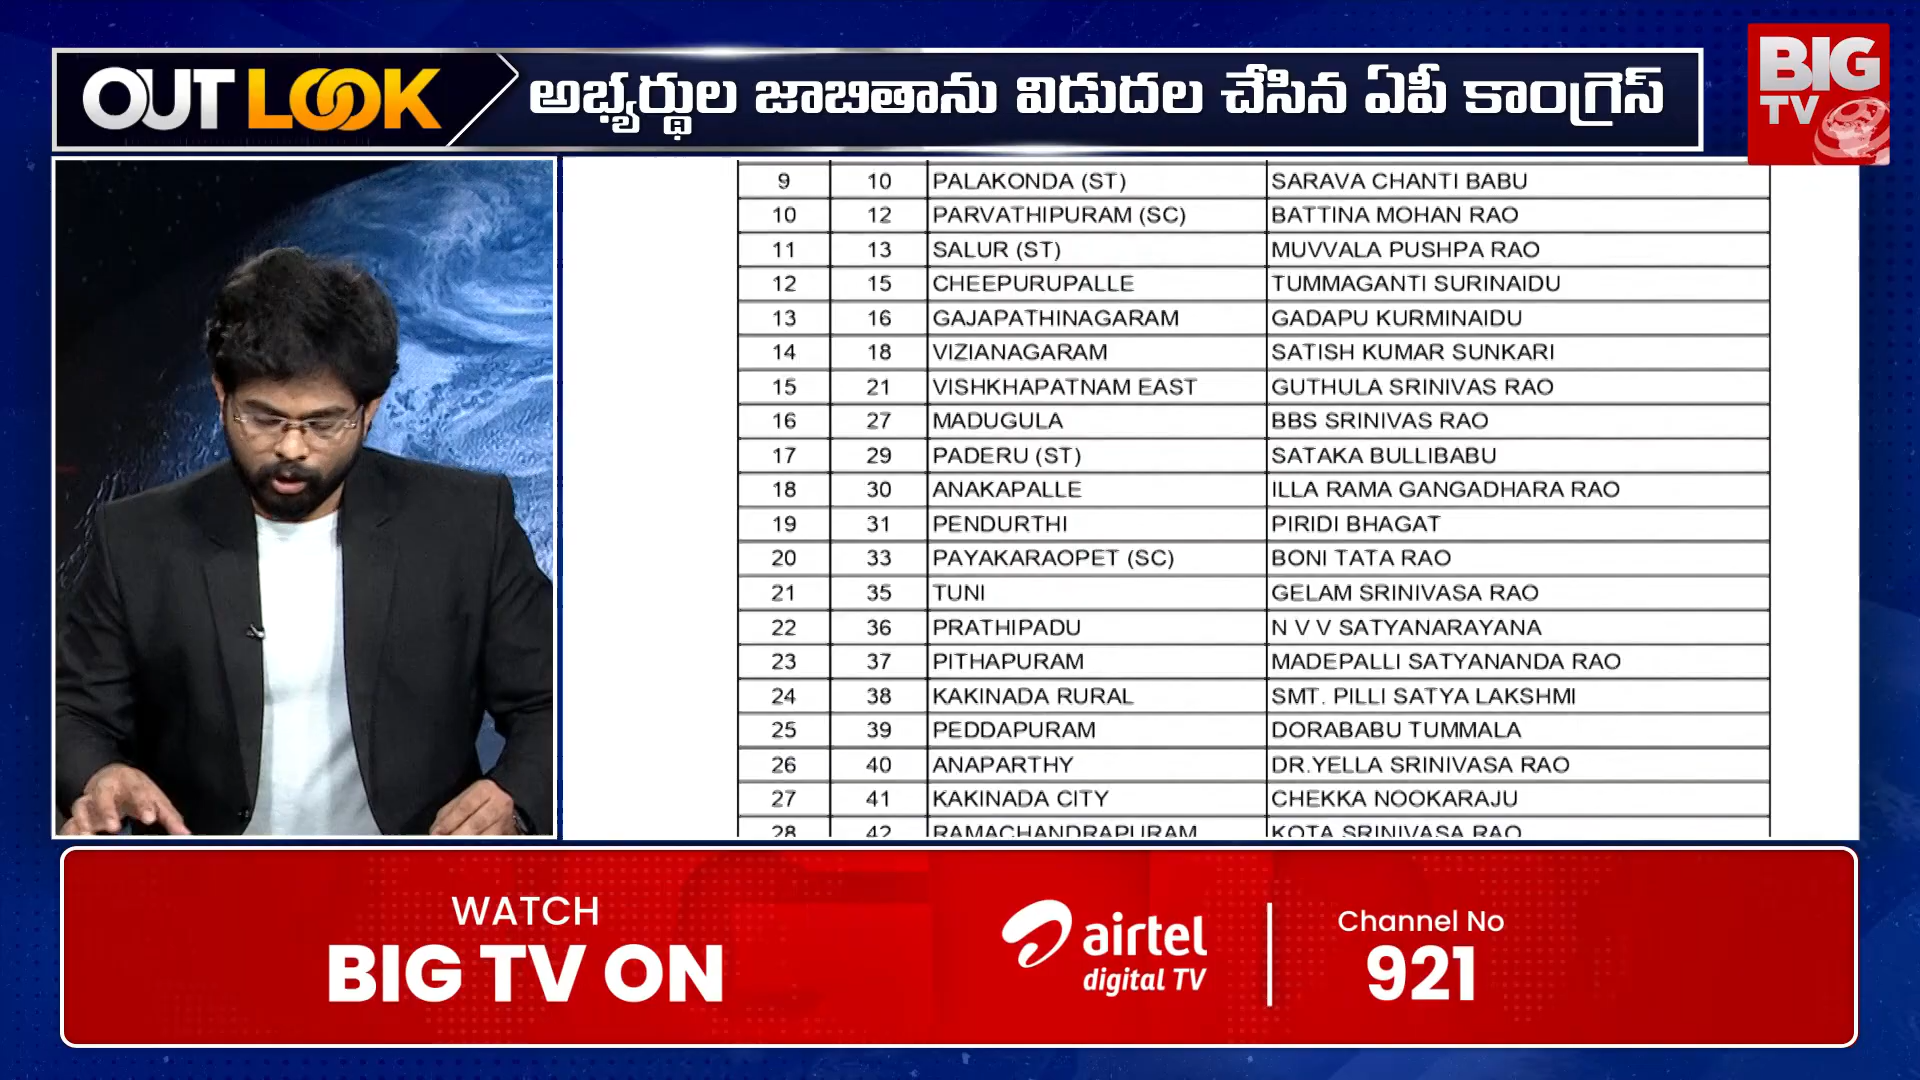 OUT LOOK
అభ్యర్థుల జాబితాను విడుదల చేసిన ఏపీ కాంగ్రెస్
BIG
TV
9 10 PALAKONDA (ST) SARAVA CHANTI BABU
10 12 PARVATHIPURAM (SC) BATTINA MOHAN RAO
11 13 SALUR (ST) MUVVALA PUSHPA RAO
12 15 CHEEPURUPALLE TUMMAGANTI SURINAIDU
13 16 GAJAPATHINAGARAM GADAPU KURMINAIDU
14 18 VIZIANAGARAM SATISH KUMAR SUNKARI
15 21 VISHKHAPATNAM EAST GUTHULA SRINIVAS RAO
16 27 MADUGULA BBS SRINIVAS RAO
17 29 PADERU (ST) SATAKA BULLIBABU
18 30 ANAKAPALLE ILLA RAMA GANGADHARA RAO
19 31 PENDURTHI PIRIDI BHAGAT
20 33 PAYAKARAOPET (SC) BONI TATA RAO
21 35 TUNI GELAM SRINIVASA RAO
22 36 PRATHIPADU N V V SATYANARAYANA
23 37 PITHAPURAM MADEPALLI SATYANANDA RAO
24 38 KAKINADA RURAL SMT. PILLI SATYA LAKSHMI
25 39 PEDDAPURAM DORABABU TUMMALA
26 40 ANAPARTHY DR.YELLA SRINIVASA RAO
27 41 KAKINADA CITY CHEKKA NOOKARAJU
28 42 RAMACHANDRAPURAM KOTA SRINIVASA RAO
WATCH
BIG TV ON
airtel
digital TV
Channel No
921